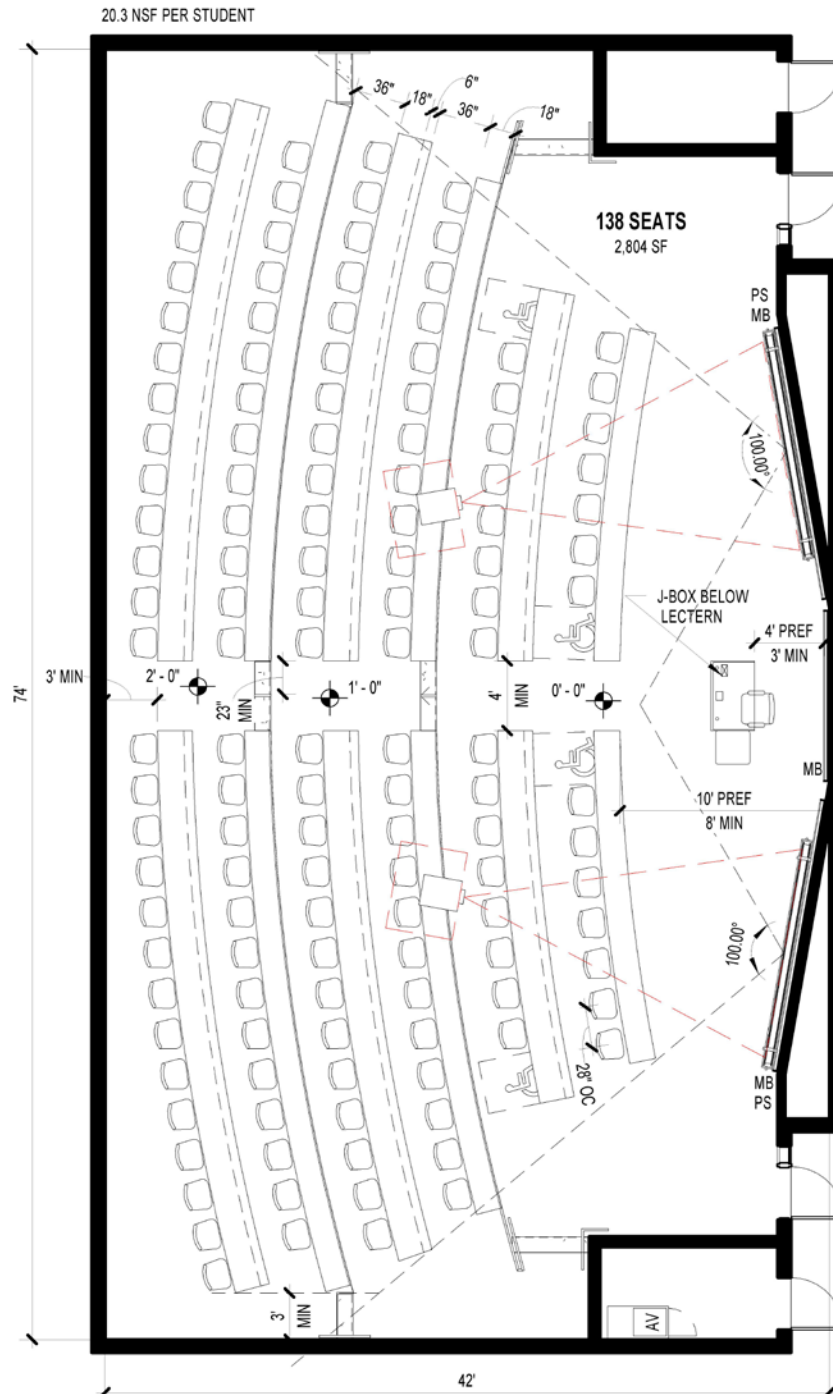 20.3 NSF PER STUDENT
36"
18"
6"
36"
18"
138 SEATS
2,804 SF
PS
MB
100.00°
J-BOX BELOW
LECTERN
4' PREF
3' MIN
3' MIN
2' - 0"
23"
MIN
1' - 0"
4'
MIN
0' - 0"
74'
MB
10' PREF
8' MIN
100.00°
28" OC
MB
PS
3'
MIN
AV
42'